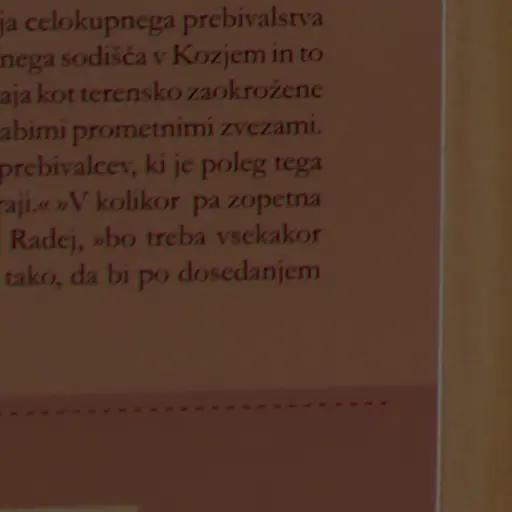 ja celokupnega prebivalstva
nega sodišča v Kozjem in to
aja kot terensko zaokrožene
abimi prometnimi zvezami.
prebivalcev, ki je poleg tega
raji.« »V kolikor pa zopetna
Radej, »bo treba vsekakor
tako, da bi po dosedanjem